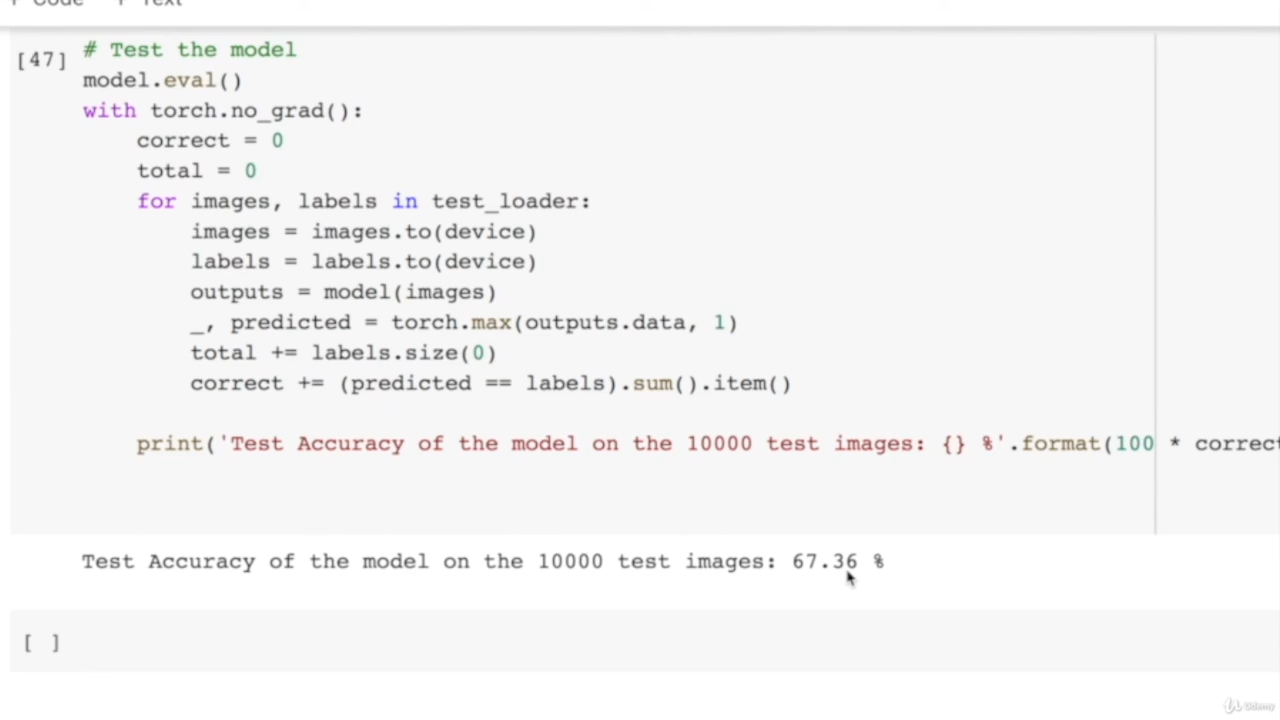 + Code + Text
[47] # Test the model
model.eval()
with torch.no_grad():
    correct = 0
    total = 0
    for images, labels in test_loader:
        images = images.to(device)
        labels = labels.to(device)
        outputs = model(images)
        _, predicted = torch.max(outputs.data, 1)
        total += labels.size(0)
        correct += (predicted == labels).sum().item()
    print('Test Accuracy of the model on the 10000 test images: {} %'.format(100 * correct
Test Accuracy of the model on the 10000 test images: 67.36 %
[ ]
Udemy